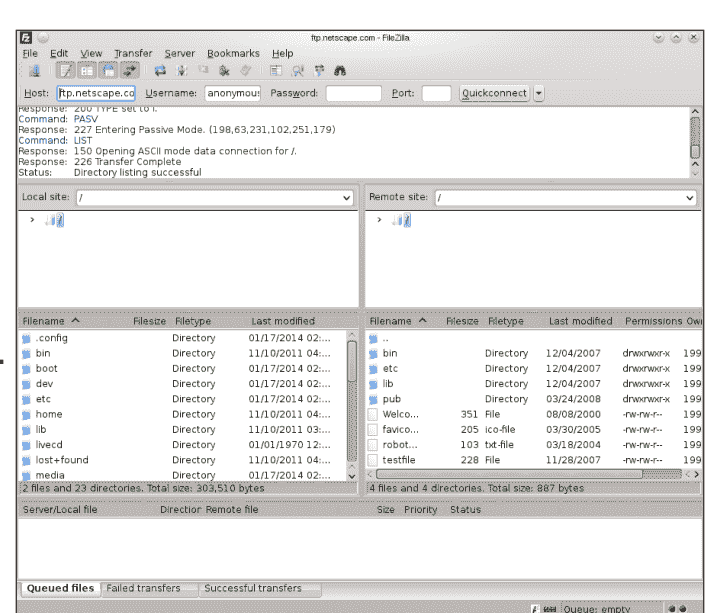 ftp.netscape.com - FileZilla
File Edit View Transfer Server Bookmarks Help
Host: ftp.netscape.co Username: anonymou Password: Port: Quickconnect
Response: 200 TYPE set to I.
Command: PASV
Response: 227 Entering Passive Mode. (198,63,231,102,251,179)
Command: LIST
Response: 150 Opening ASCII mode data connection for /.
Response: 226 Transfer Complete
Status: Directory listing successful
Local site: / Remote site: /
/ /
Filename Filesize Filetype Last modified
.config Directory 01/17/2014 02:...
bin Directory 11/10/2011 04:...
boot Directory 01/17/2014 02:...
dev Directory 01/17/2014 02:...
etc Directory 01/17/2014 02:...
home Directory 11/10/2011 04:...
lib Directory 11/10/2011 03:...
livecd Directory 01/01/1970 12:...
lost+found Directory 11/10/2011 04:...
media Directory 01/17/2014 02:...
2 files and 23 directories. Total size: 303,510 bytes
Filename Filesize Filetype Last modified Permissions Own
..
bin Directory 12/04/2007 drwxrwxr-x 199
etc Directory 12/04/2007 drwxrwxr-x 199
lib Directory 12/04/2007 drwxrwxr-x 199
pub Directory 03/24/2008 drwxrwxr-x 199
Welco... 351 File 08/08/2000 -rw-rw-r-- 199
favico... 205 ico-file 03/30/2005 -rw-rw-r-- 199
robot... 103 txt-file 03/18/2004 -rw-rw-r-- 199
testfile 228 File 11/28/2007 -rw-rw-r-- 199
4 files and 4 directories. Total size: 887 bytes
Server/Local file Direction Remote file Size Priority Status
Queued files Failed transfers Successful transfers
Queue: empty